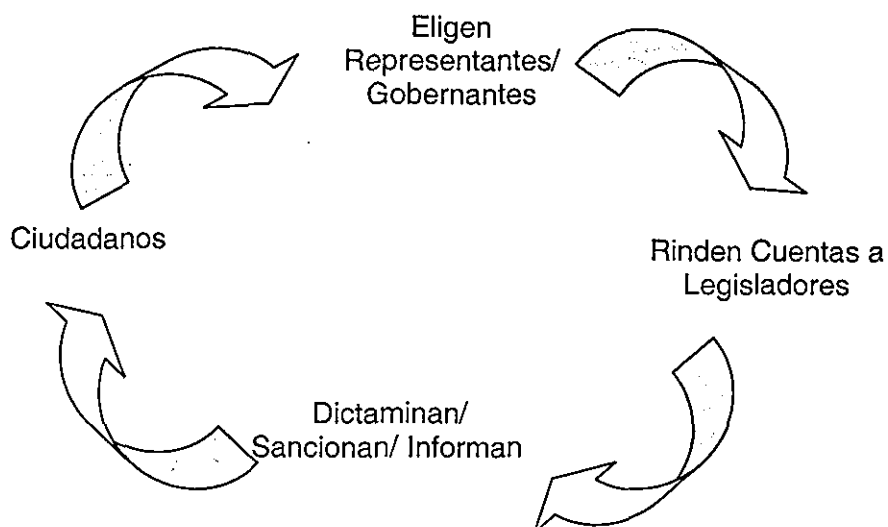 Eligen
Representantes/
Gobernantes
Ciudadanos
Rinden Cuentas a
Legisladores
Dictaminan/
Sancionan/ Informan